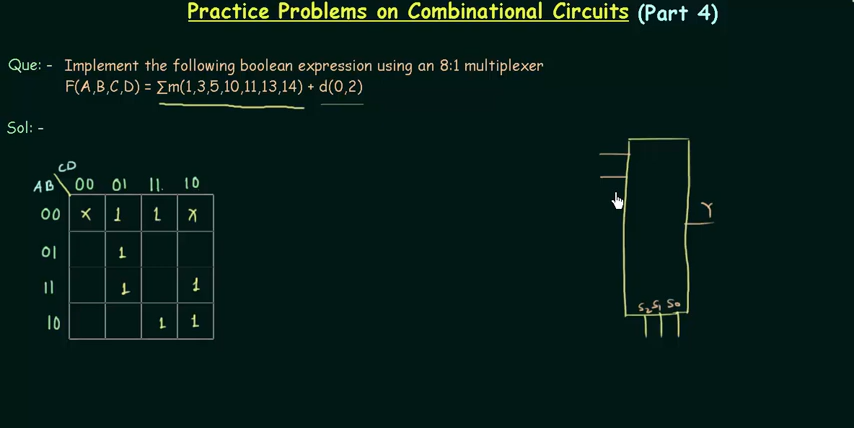 Practice Problems on Combinational Circuits (Part 4)
Que: - Implement the following boolean expression using an 8:1 multiplexer
F(A,B,C,D) = ∑m(1,3,5,10,11,13,14) + d(0,2)
Sol: -
CD
AB 00 01 11 10
00 x 1 1 x
01 1
11 1 1
10 1 1
Y
S2 S1 S0